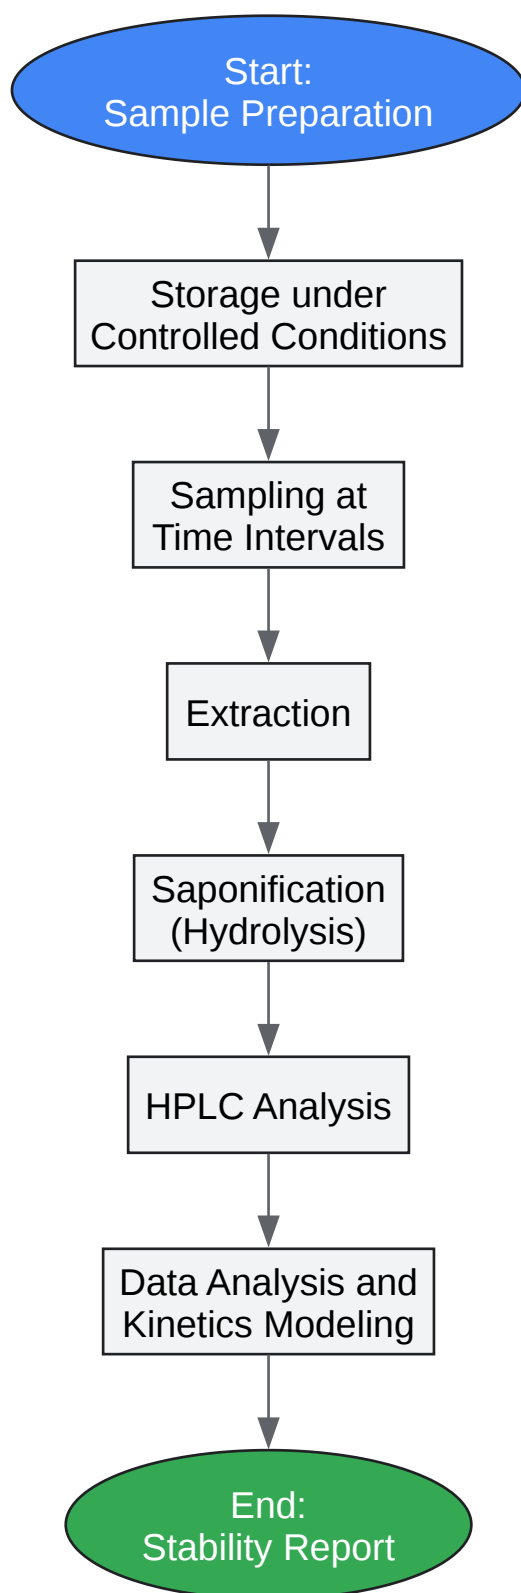 Start:
Sample Preparation
Storage under
Controlled Conditions
Sampling at
Time Intervals
Extraction
Saponification
(Hydrolysis)
HPLC Analysis
Data Analysis and
Kinetics Modeling
End:
Stability Report